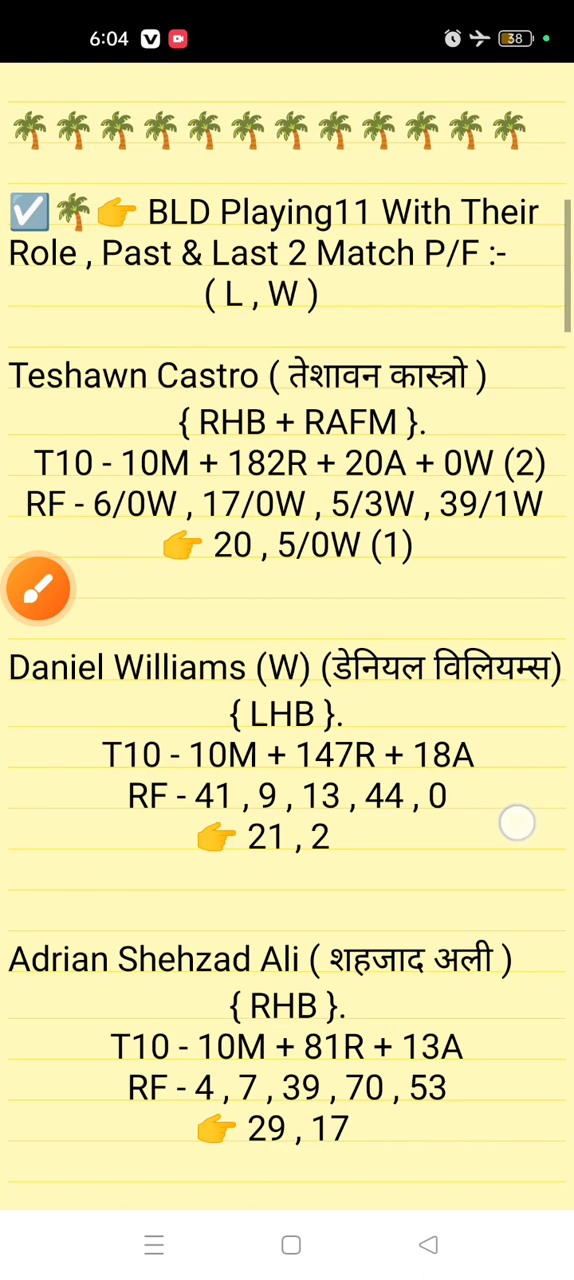 6:04
38
🌴🌴🌴🌴🌴🌴🌴🌴🌴🌴🌴🌴
☑️🌴👉 BLD Playing11 With Their
Role , Past & Last 2 Match P/F :-
( L , W )
Teshawn Castro ( तेशावन कास्त्रो )
{ RHB + RAFM }.
T10 - 10M + 182R + 20A + 0W (2)
RF - 6/0W , 17/0W , 5/3W , 39/1W
👉 20 , 5/0W (1)
Daniel Williams (W) (डेनियल विलियम्स)
{ LHB }.
T10 - 10M + 147R + 18A
RF - 41 , 9 , 13 , 44 , 0
👉 21 , 2
Adrian Shehzad Ali ( शहजाद अली )
{ RHB }.
T10 - 10M + 81R + 13A
RF - 4 , 7 , 39 , 70 , 53
👉 29 , 17